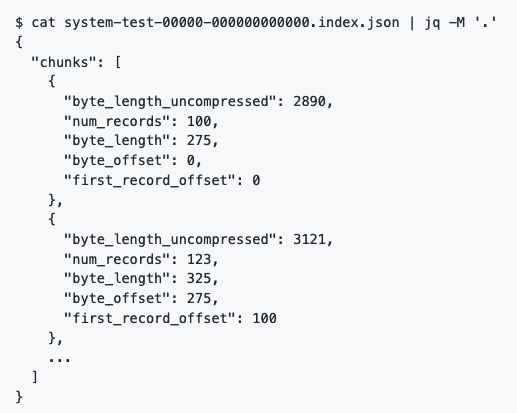 $ cat system-test-00000-000000000000.index.json | jq -M '.'
{
  "chunks": [
    {
      "byte_length_uncompressed": 2890,
      "num_records": 100,
      "byte_length": 275,
      "byte_offset": 0,
      "first_record_offset": 0
    },
    {
      "byte_length_uncompressed": 3121,
      "num_records": 123,
      "byte_length": 325,
      "byte_offset": 275,
      "first_record_offset": 100
    },
    ...
  ]
}